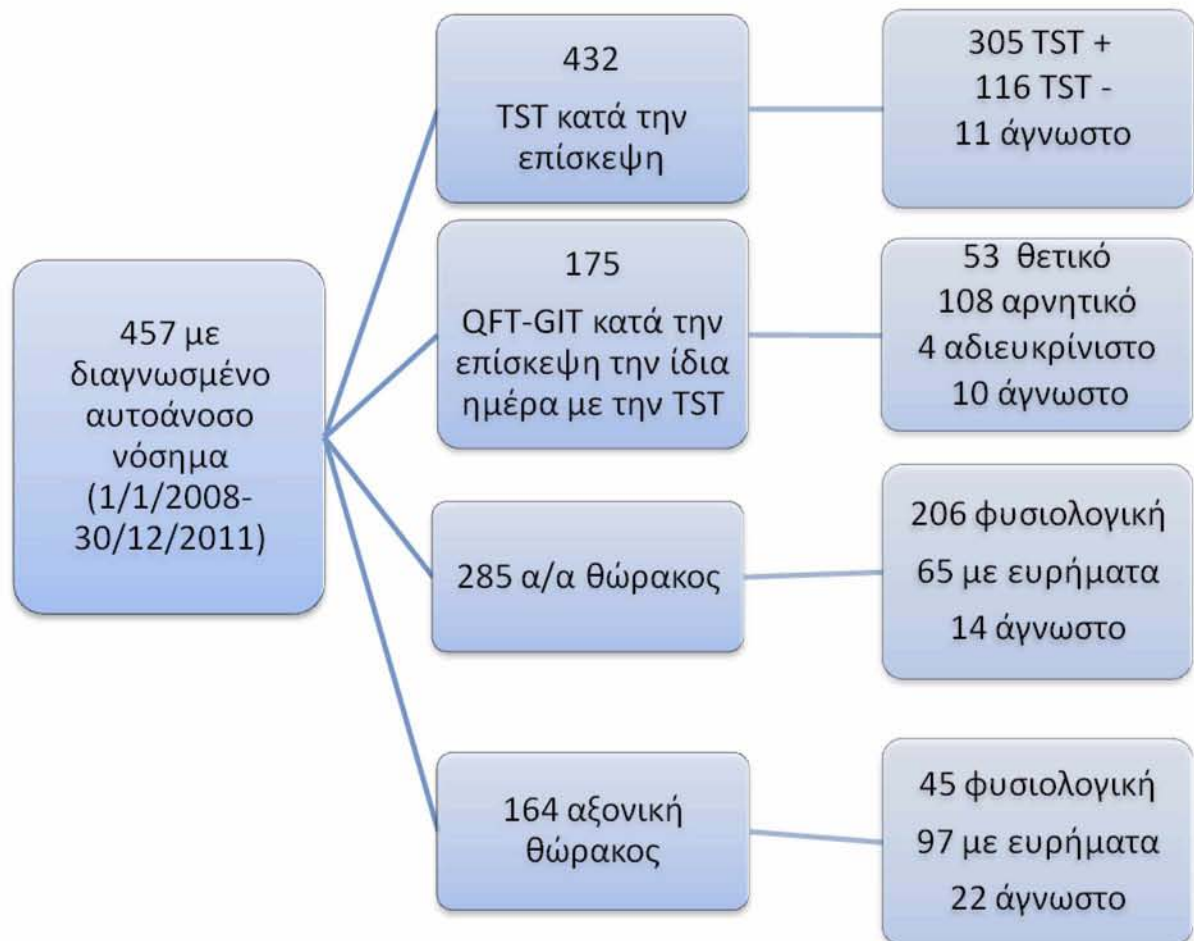 457 με
διαγνωσμένο
αυτοάνοσο
νόσημα
(1/1/2008-
30/12/2011)
432
TST κατά την
επίσκεψη
305 TST +
116 TST -
11 άγνωστο
175
QFT-GIT κατά την
επίσκεψη την ίδια
ημέρα με την TST
53 θετικό
108 αρνητικό
4 αδιευκρίνιστο
10 άγνωστο
285 α/α θώρακος
206 φυσιολογική
65 με ευρήματα
14 άγνωστο
164 αξονική
θώρακος
45 φυσιολογική
97 με ευρήματα
22 άγνωστο